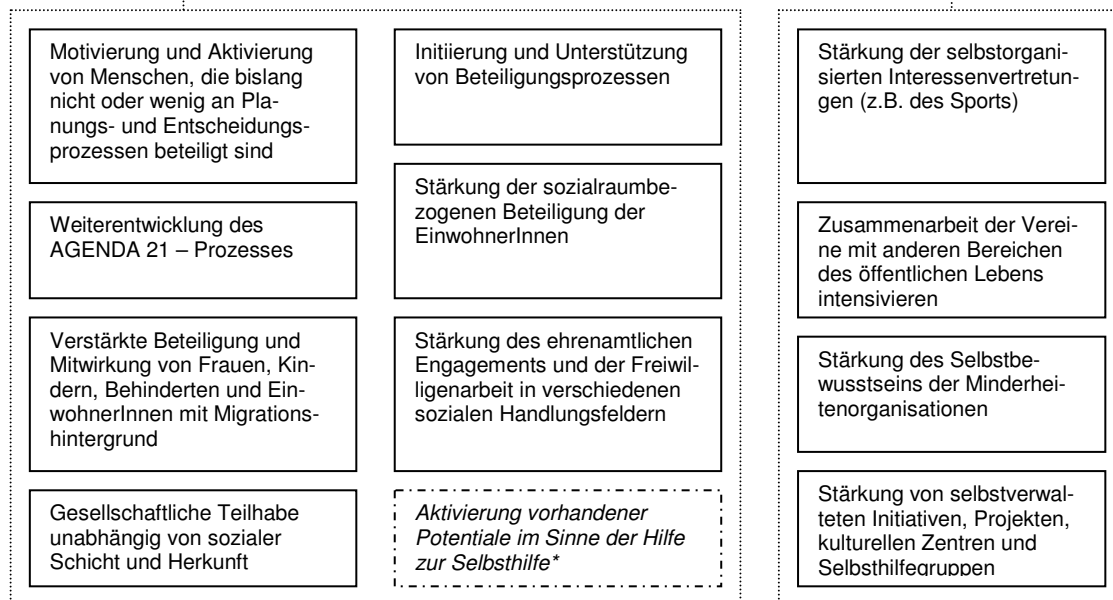 Motivierung und Aktivierung
von Menschen, die bislang
nicht oder wenig an Pla-
nungs- und Entscheidungs-
prozessen beteiligt sind
Weiterentwicklung des
AGENDA 21 – Prozesses
Verstärkte Beteiligung und
Mitwirkung von Frauen, Kin-
dern, Behinderten und Ein-
wohnerInnen mit Migrations-
hintergrund
Gesellschaftliche Teilhabe
unabhängig von sozialer
Schicht und Herkunft
Initiierung und Unterstützung
von Beteiligungsprozessen
Stärkung der sozialraumbe-
zogenen Beteiligung der
EinwohnerInnen
Stärkung des ehrenamtlichen
Engagements und der Freiwil-
ligenarbeit in verschiedenen
sozialen Handlungsfeldern
Aktivierung vorhandener
Potentiale im Sinne der Hilfe
zur Selbsthilfe*
Stärkung der selbstorgani-
sierten Interessenvertretun-
gen (z.B. des Sports)
Zusammenarbeit der Verei-
ne mit anderen Bereichen
des öffentlichen Lebens
intensivieren
Stärkung des Selbstbe-
wusstseins der Minderhei-
tenorganisationen
Stärkung von selbstverwal-
teten Initiativen, Projekten,
kulturellen Zentren und
Selbsthilfegruppen